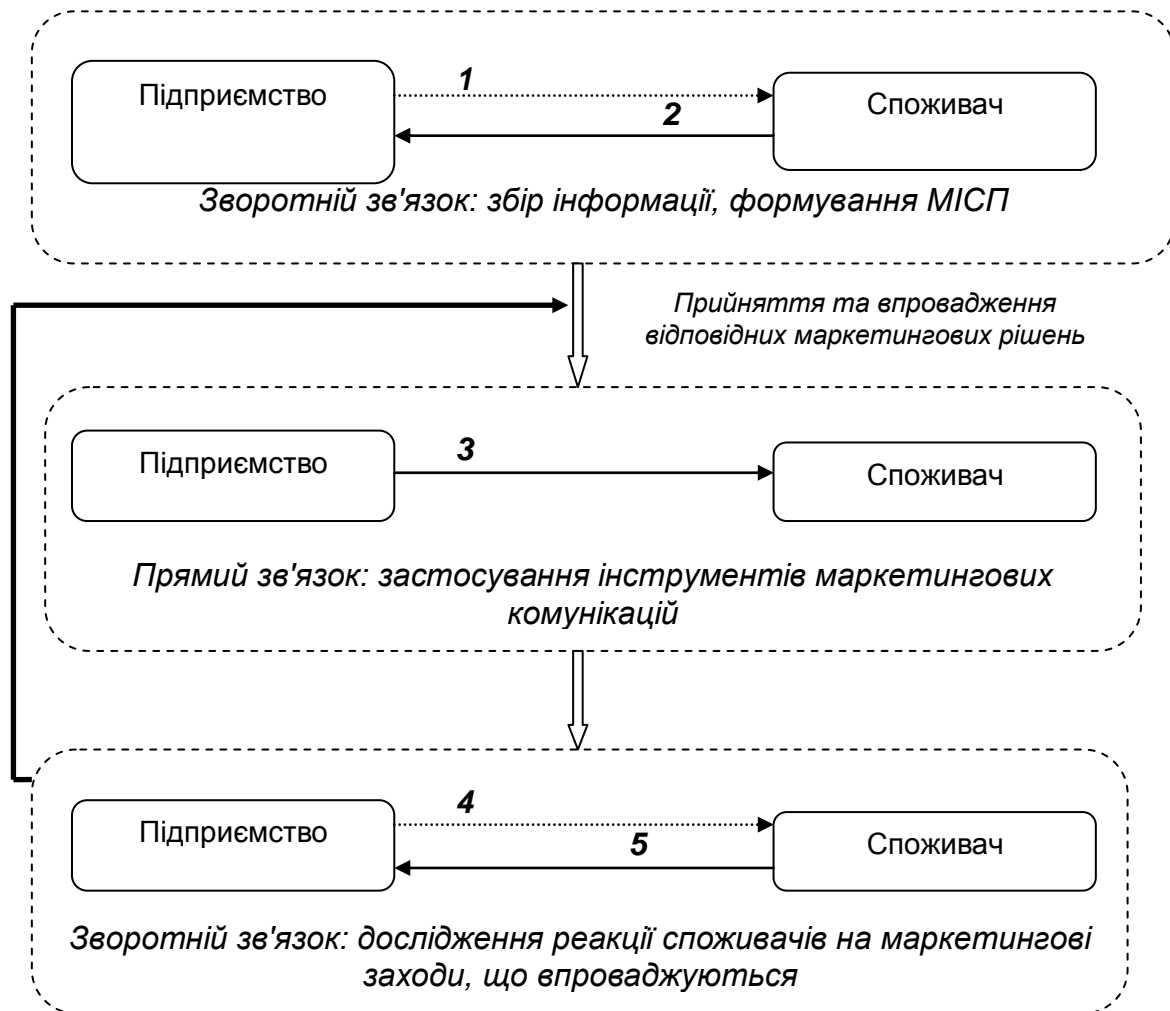 Підприємство
1
2
Споживач
Зворотній зв'язок: збір інформації, формування МІСП
Прийняття та впровадження
відповідних маркетингових рішень
Підприємство
3
Споживач
Прямий зв'язок: застосування інструментів маркетингових
комунікацій
Підприємство
4
5
Споживач
Зворотній зв'язок: дослідження реакції споживачів на маркетингові
заходи, що впроваджуються